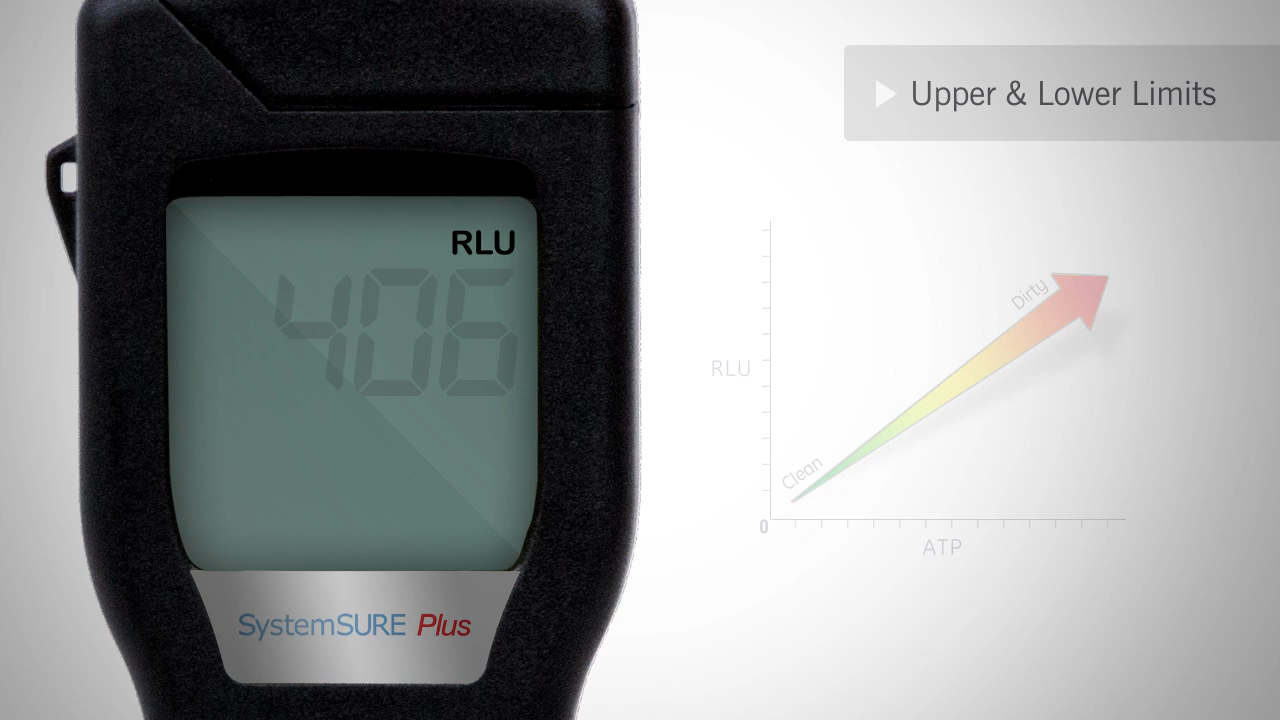 Upper & Lower Limits
RLU
406
SystemSURE Plus
Dirty
RLU
Clean
0
ATP